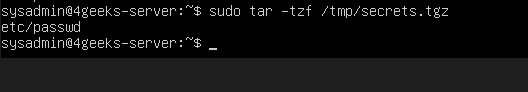 sysadmin@4geeks-server:~$ sudo tar -tzf /tmp/secrets.tgz
etc/passwd
sysadmin@4geeks-server:~$ _